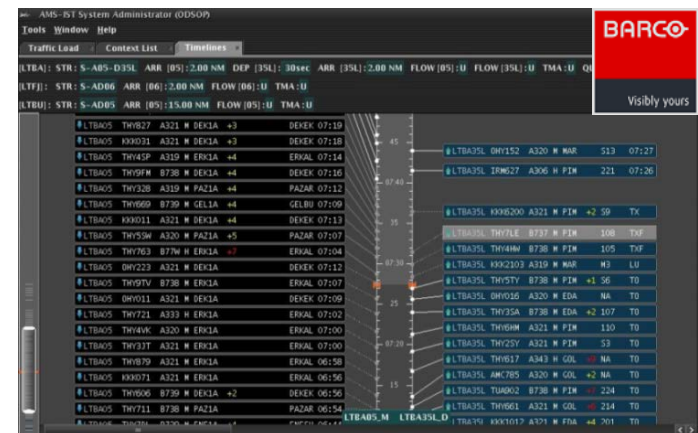 AMS-IST System Administrator (ODSOP)
Tools Window Help
Traffic Load Context List Timelines
[LTBA]: STR: S-A05-D35L ARR [05]:2.00 NM DEP [35L]: 30sec ARR [35L]:2.00 NM FLOW [05]:U FLOW [35L]:U TMA:U
[LTFJ]: STR: S-AD06 ARR [06]:2.00 NM FLOW [06]:U TMA:U
[LTBU]: STR: S-AD05 ARR [05]:15.00 NM FLOW [05]:U TMA:U
BARCO
Visibly yours
LTBA05 THY827 A321 M DEK1A +3 DEKEK 07:19
LTBA05 KKK031 A321 M DEK1A +3 DEKEK 07:18
LTBA05 THY4SP A319 M ERK1A +4 ERKAL 07:14
LTBA05 THY9FM B738 M DEK1A +4 DEKEK 07:16
LTBA05 THY32B A319 M PAZ1A +4 PAZAR 07:12
LTBA05 THY669 B739 M GEL1A +4 GELBU 07:09
LTBA05 KKK011 A321 M DEK1A +4 DEKEK 07:13
LTBA05 THY5SW A320 M PAZ1A +5 PAZAR 07:07
LTBA05 THY763 B77W H ERK1A +7 ERKAL 07:04
LTBA05 OHY223 A321 M DEK1A DEKEK 07:12
LTBA05 THY9TV B738 M ERK1A ERKAL 07:07
LTBA05 OHY011 A321 M DEK1A DEKEK 07:09
LTBA05 THY721 A333 H ERK1A ERKAL 07:02
LTBA05 THY4VK A320 M ERK1A ERKAL 07:00
LTBA05 THY3JT A321 M ERK1A ERKAL 07:00
LTBA05 THY879 A321 M ERK1A ERKAL 06:58
LTBA05 KKK071 A321 M ERK1A ERKAL 06:56
LTBA05 THY606 B739 M DEK1A +2 DEKEK 06:56
LTBA05 THY711 B738 M PAZ1A PAZAR 06:54
45
07:40
35
07:30
25
07:20
15
LTBA05_M LTBA35L_D
LTBA35L OHY152 A320 M MAR S13 07:27
LTBA35L IRM627 A306 H PIM 221 07:26
LTBA35L KKK6200 A321 M PIM +2 S9 TX
LTBA35L THY7LE B737 M PIM 108 TXF
LTBA35L THY4HW B738 M PIM 105 TXF
LTBA35L KKK2103 A319 M MAR M3 LU
LTBA35L THY5TY B738 M PIM +1 S6 TO
LTBA35L OHY016 A320 M EDA NA TO
LTBA35L THY3SA B738 M EDA +2 107 TO
LTBA35L THY6HM A321 M PIM 110 TO
LTBA35L THY2SY A321 M PIM S3 TO
LTBA35L THY617 A343 H GOL NA TO
LTBA35L AMC785 A320 M GOL +2 NA TO
LTBA35L TUA902 B738 M PIM 224 TO
LTBA35L THY661 A321 M GOL 214 TO
LTBA35L KKK1012 A321 M EDA +4 201 TO